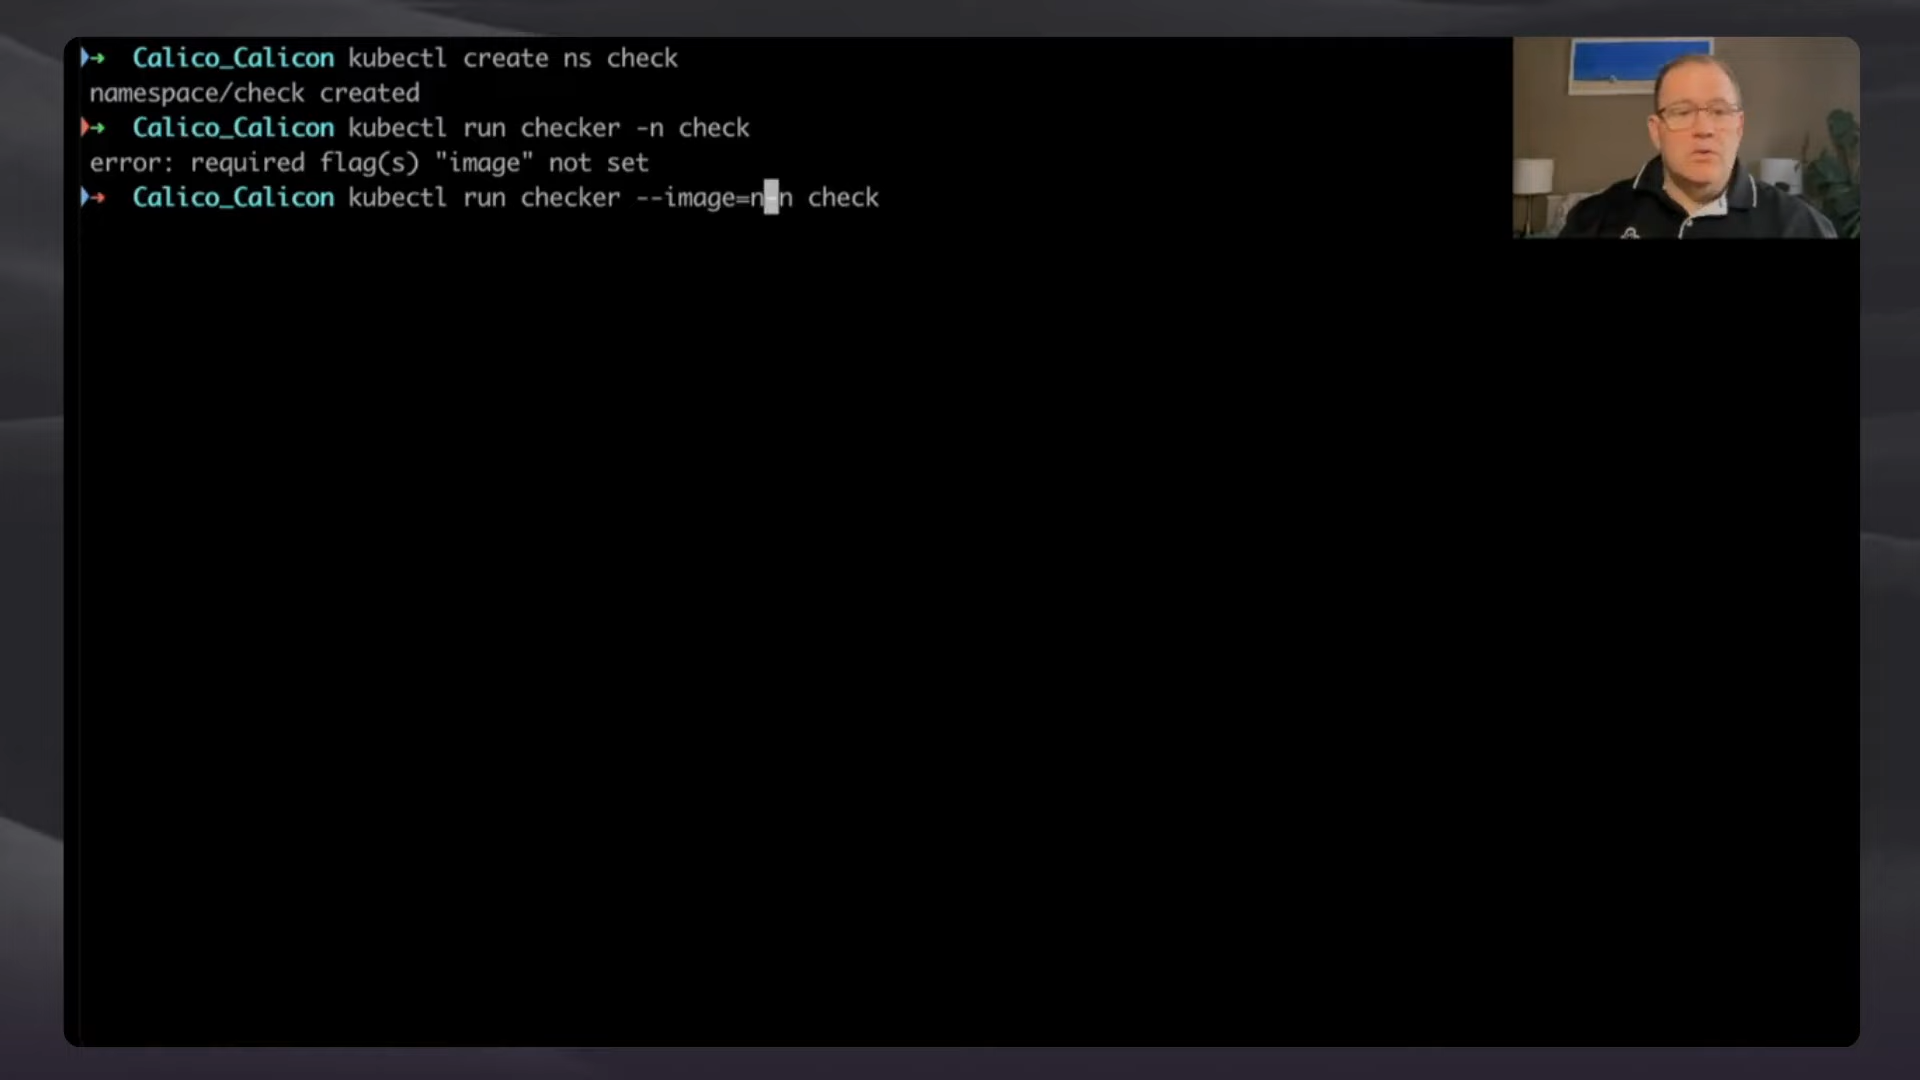 Calico_Calicon kubectl create ns check
namespace/check created
Calico_Calicon kubectl run checker -n check
error: required flag(s) "image" not set
Calico_Calicon kubectl run checker --image=n-n check